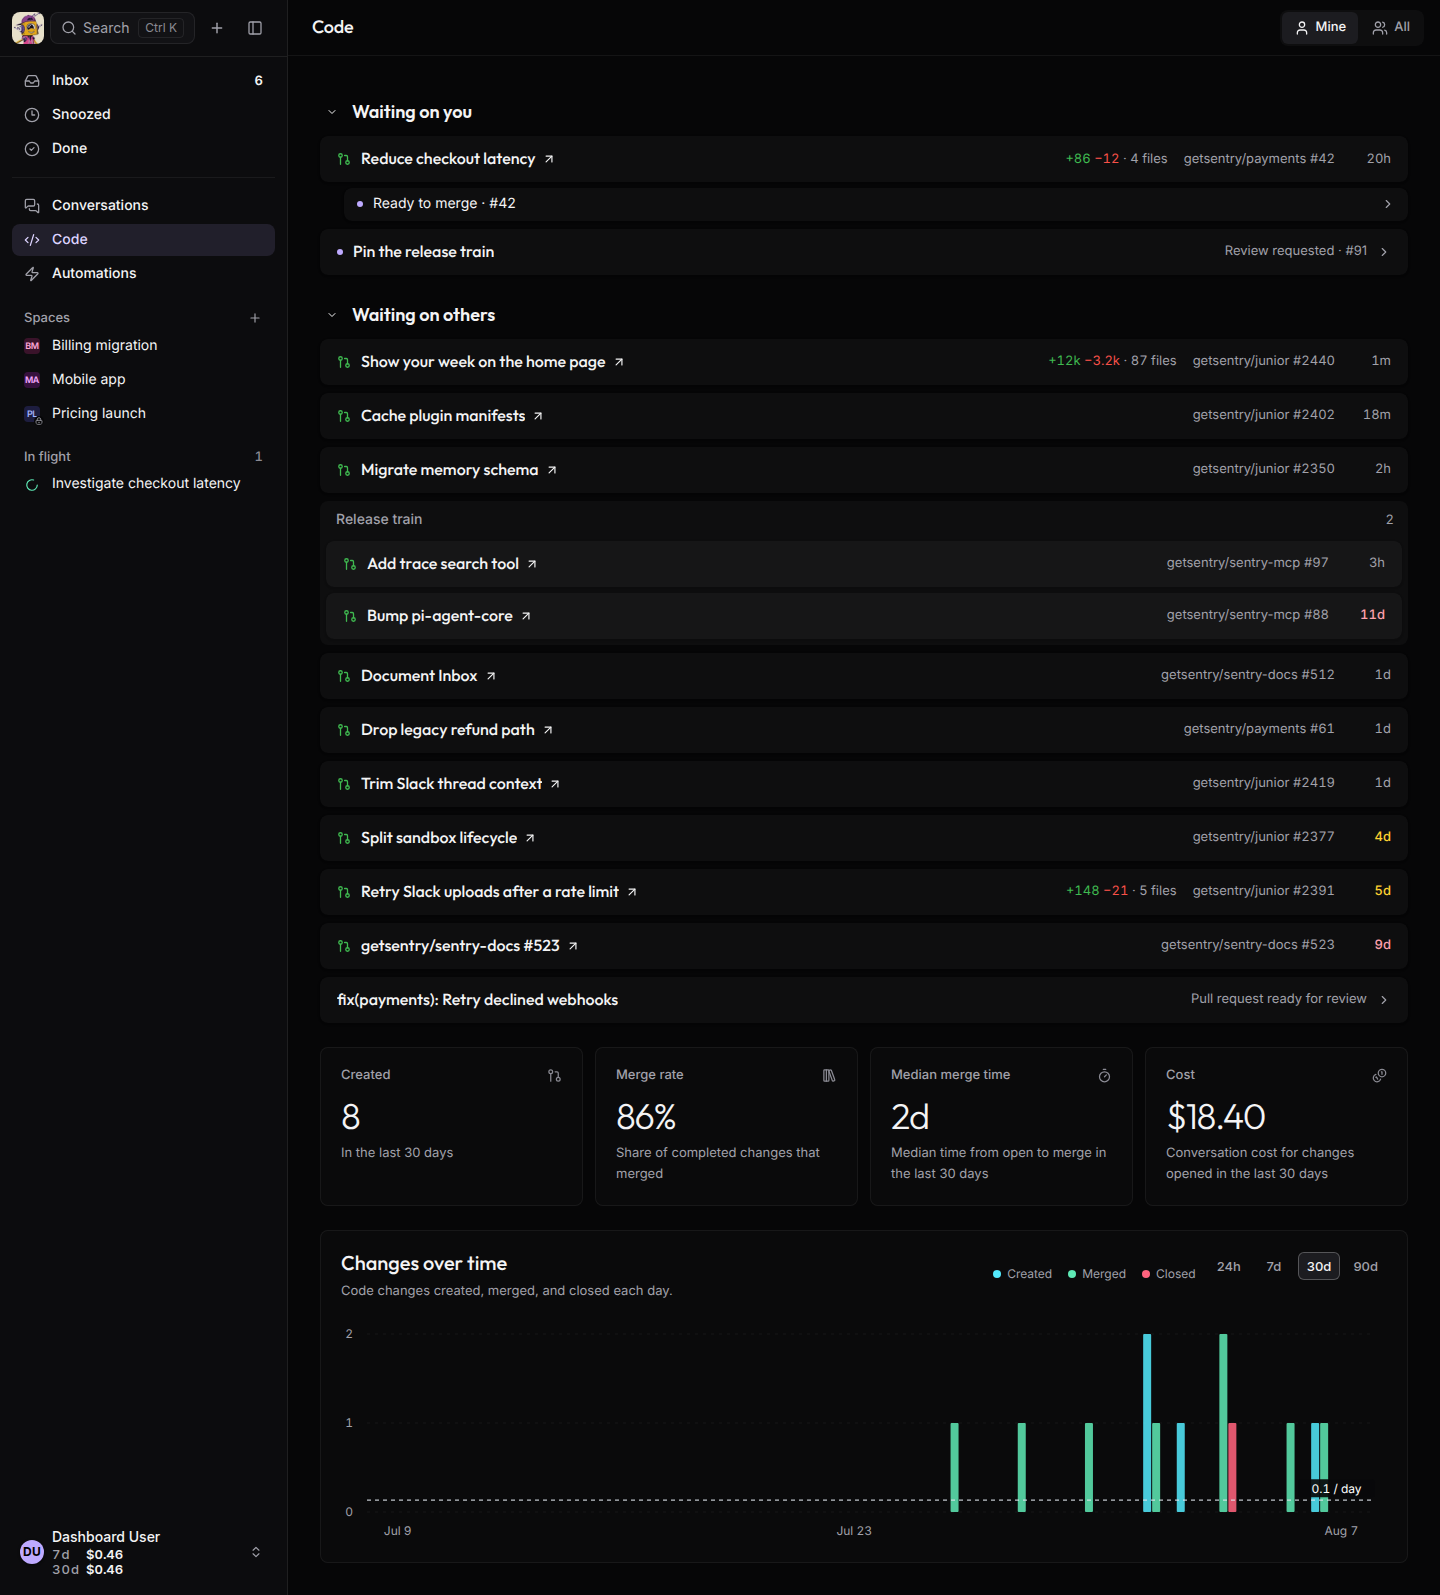 Search Ctrl K
Inbox 6
Snoozed
Done
Conversations
Code
Automations
Spaces
BM Billing migration
MA Mobile app
PL Pricing launch
In flight 1
Investigate checkout latency
DU Dashboard User
7d $0.46
30d $0.46
Code
Mine All
Waiting on you
Reduce checkout latency +86 −12 · 4 files getsentry/payments #42 20h
Ready to merge · #42
Pin the release train Review requested · #91
Waiting on others
Show your week on the home page +12k −3.2k · 87 files getsentry/junior #2440 1m
Cache plugin manifests getsentry/junior #2402 18m
Migrate memory schema getsentry/junior #2350 2h
Release train 2
Add trace search tool getsentry/sentry-mcp #97 3h
Bump pi-agent-core getsentry/sentry-mcp #88 11d
Document Inbox getsentry/sentry-docs #512 1d
Drop legacy refund path getsentry/payments #61 1d
Trim Slack thread context getsentry/junior #2419 1d
Split sandbox lifecycle getsentry/junior #2377 4d
Retry Slack uploads after a rate limit +148 −21 · 5 files getsentry/junior #2391 5d
getsentry/sentry-docs #523 getsentry/sentry-docs #523 9d
fix(payments): Retry declined webhooks Pull request ready for review
Created
8
In the last 30 days
Merge rate
86%
Share of completed changes that
merged
Median merge time
2d
Median time from open to merge in
the last 30 days
Cost
$18.40
Conversation cost for changes
opened in the last 30 days
Changes over time
Code changes created, merged, and closed each day.
Created Merged Closed 24h 7d 30d 90d
2
1
0
0.1 / day
Jul 9 Jul 23 Aug 7